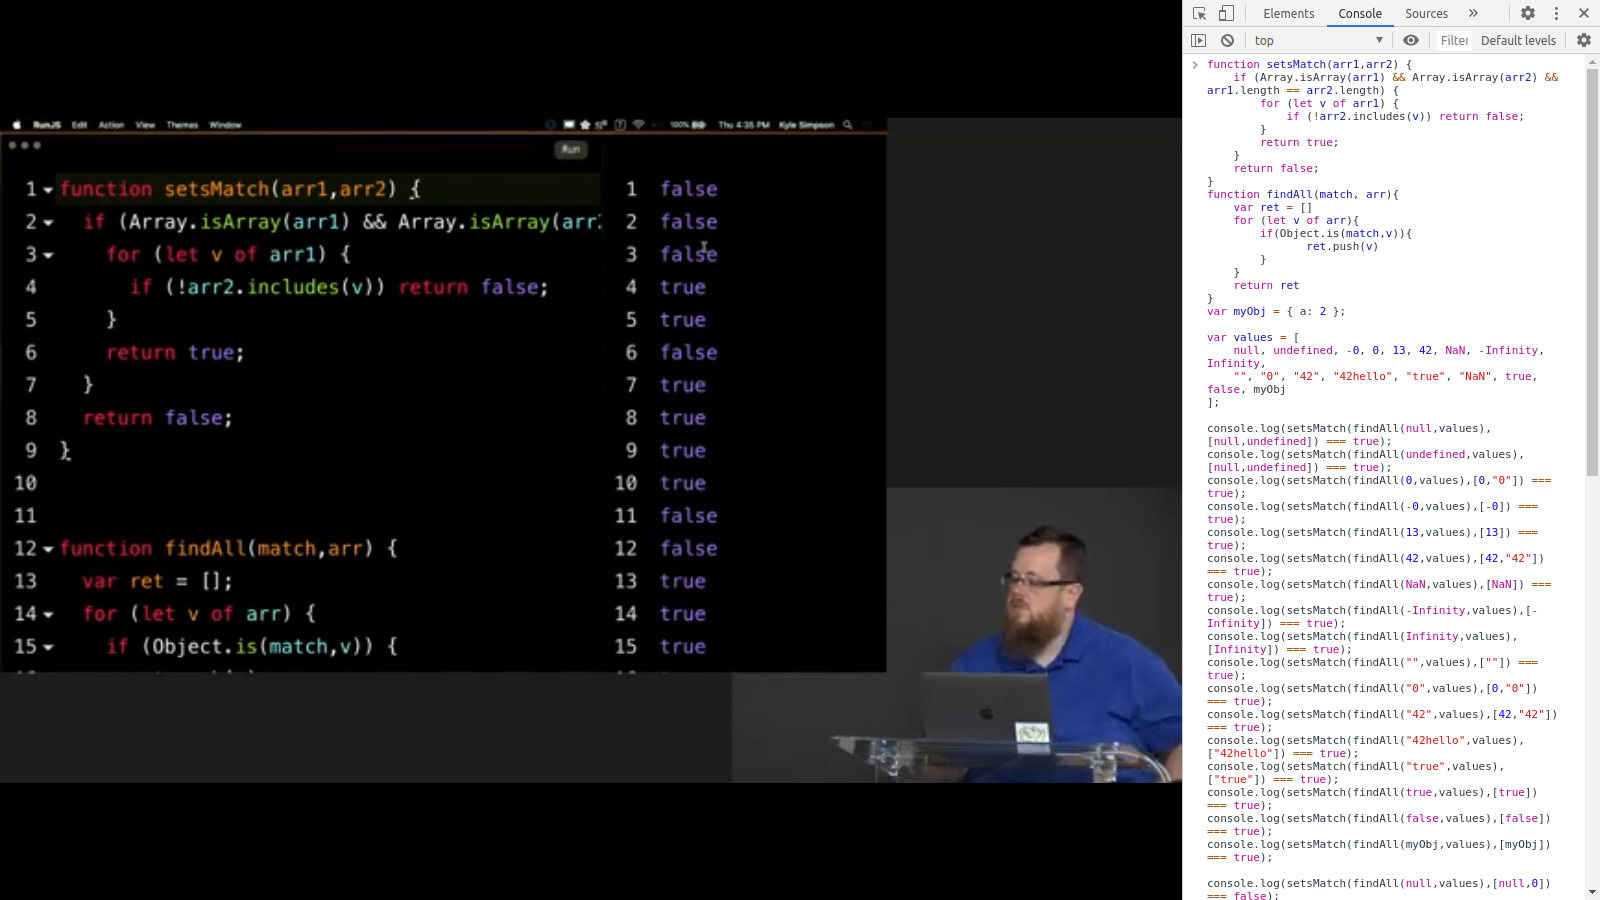 RunJS Edit Action View Themes Window
100% Thu 4:35 PM Kyle Simpson
Run
1 function setsMatch(arr1,arr2) {
2 if (Array.isArray(arr1) && Array.isArray(arr2
3 for (let v of arr1) {
4 if (!arr2.includes(v)) return false;
5 }
6 return true;
7 }
8 return false;
9 }
10
11
12 function findAll(match,arr) {
13 var ret = [];
14 for (let v of arr) {
15 if (Object.is(match,v)) {
1 false
2 false
3 false
4 true
5 true
6 false
7 true
8 true
9 true
10 true
11 false
12 false
13 true
14 true
15 true
Elements Console Sources »
top Filter Default levels
function setsMatch(arr1,arr2) {
if (Array.isArray(arr1) && Array.isArray(arr2) &&
arr1.length == arr2.length) {
for (let v of arr1) {
if (!arr2.includes(v)) return false;
}
return true;
}
return false;
}
function findAll(match, arr){
var ret = []
for (let v of arr){
if(Object.is(match,v)){
ret.push(v)
}
}
return ret
}
var myObj = { a: 2 };
var values = [
null, undefined, -0, 0, 13, 42, NaN, -Infinity,
Infinity,
"", "0", "42", "42hello", "true", "NaN", true,
false, myObj
];
console.log(setsMatch(findAll(null,values),
[null,undefined]) === true);
console.log(setsMatch(findAll(undefined,values),
[null,undefined]) === true);
console.log(setsMatch(findAll(0,values),[0,"0"]) ===
true);
console.log(setsMatch(findAll(-0,values),[-0]) ===
true);
console.log(setsMatch(findAll(13,values),[13]) ===
true);
console.log(setsMatch(findAll(42,values),[42,"42"])
=== true);
console.log(setsMatch(findAll(NaN,values),[NaN]) ===
true);
console.log(setsMatch(findAll(-Infinity,values),[-
Infinity]) === true);
console.log(setsMatch(findAll(Infinity,values),
[Infinity]) === true);
console.log(setsMatch(findAll("",values),[""]) ===
true);
console.log(setsMatch(findAll("0",values),[0,"0"])
=== true);
console.log(setsMatch(findAll("42",values),[42,"42"])
=== true);
console.log(setsMatch(findAll("42hello",values),
["42hello"]) === true);
console.log(setsMatch(findAll("true",values),
["true"]) === true);
console.log(setsMatch(findAll(true,values),[true])
=== true);
console.log(setsMatch(findAll(false,values),[false])
=== true);
console.log(setsMatch(findAll(myObj,values),[myObj])
=== true);
console.log(setsMatch(findAll(null,values),[null,0])
=== false);